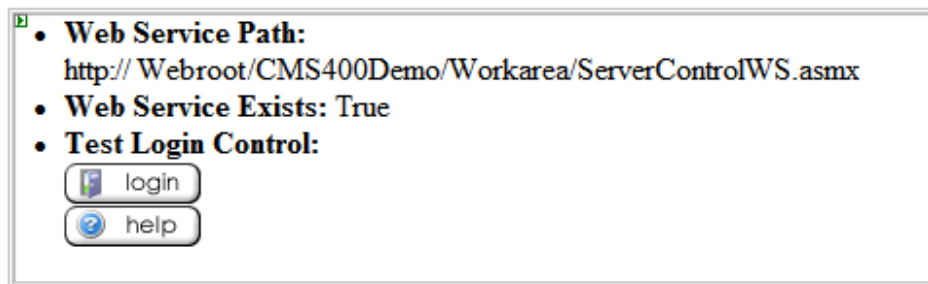 Web Service Path:
http:// Webroot/CMS400Demo/Workarea/ServerControlWS.asmx
Web Service Exists: True
Test Login Control:
login
help